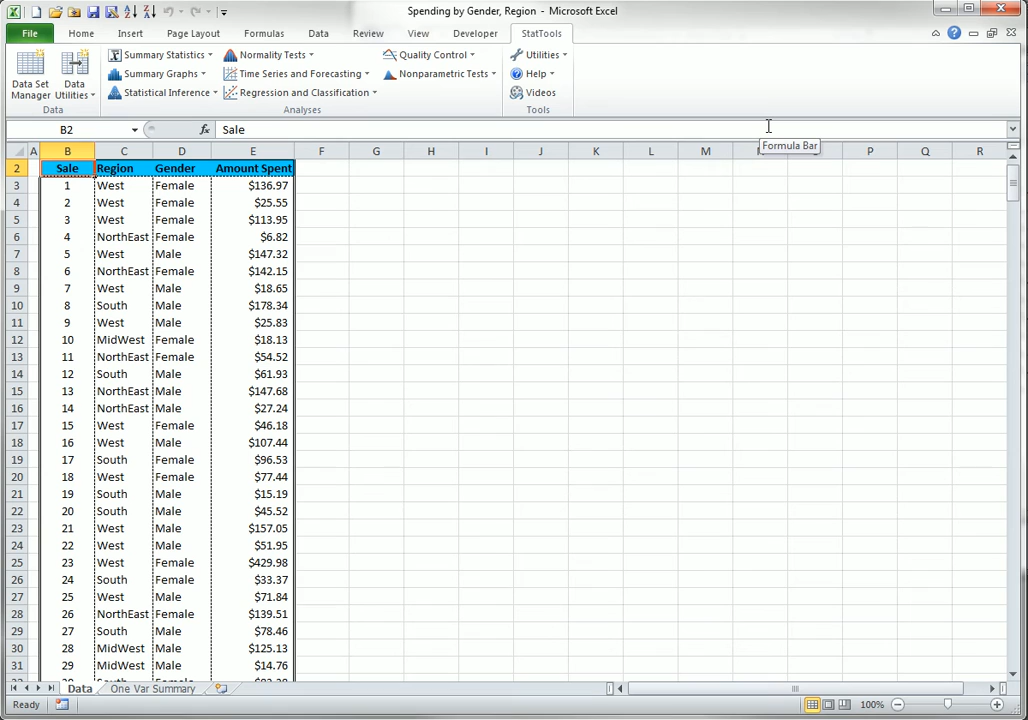 Spending by Gender, Region - Microsoft Excel
File Home Insert Page Layout Formulas Data Review View Developer StatTools
Summary Statistics Normality Tests Quality Control Utilities
Summary Graphs Time Series and Forecasting Nonparametric Tests Help
Statistical Inference Regression and Classification Videos
Data Set Manager
Data Utilities
Data Analyses Tools
B2 fx Sale
Formula Bar
A B C D E F G H I J K L M N P Q R
2 Sale Region Gender Amount Spent
3 1 West Female $136.97
4 2 West Female $25.55
5 3 West Female $113.95
6 4 NorthEast Female $6.82
7 5 West Male $147.32
8 6 NorthEast Female $142.15
9 7 West Male $18.65
10 8 South Male $178.34
11 9 West Male $25.83
12 10 MidWest Female $18.13
13 11 NorthEast Female $54.52
14 12 South Male $61.93
15 13 NorthEast Male $147.68
16 14 NorthEast Male $27.24
17 15 West Female $46.18
18 16 West Male $107.44
19 17 South Female $96.53
20 18 West Female $77.44
21 19 South Male $15.19
22 20 South Male $45.52
23 21 West Male $157.05
24 22 West Male $51.95
25 23 West Female $429.98
26 24 South Female $33.37
27 25 West Male $71.84
28 26 NorthEast Female $139.51
29 27 South Male $78.46
30 28 MidWest Male $125.13
31 29 MidWest Male $14.76
Data One Var Summary
Ready 100%